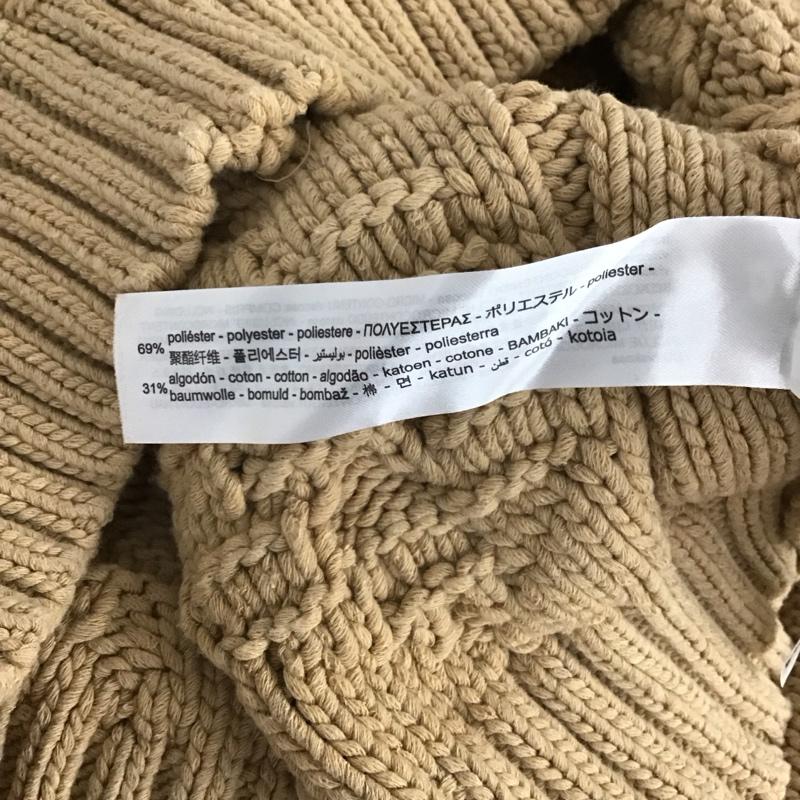 69% poliéster - polyester - poliestere - ΠΟΛΥΕΣΤΕΡΑΣ - ポリエステル - poliester -
聚酯纤维 - 폴리에스터 - بوليستير - polièster - poliesterra
31% algodón - coton - cotton - algodão - katoen - cotone - BAMBAKI - コットン -
baumwolle - bomuld - bombaž - 棉 - 면 - katun - قطن - cotó - kotoia